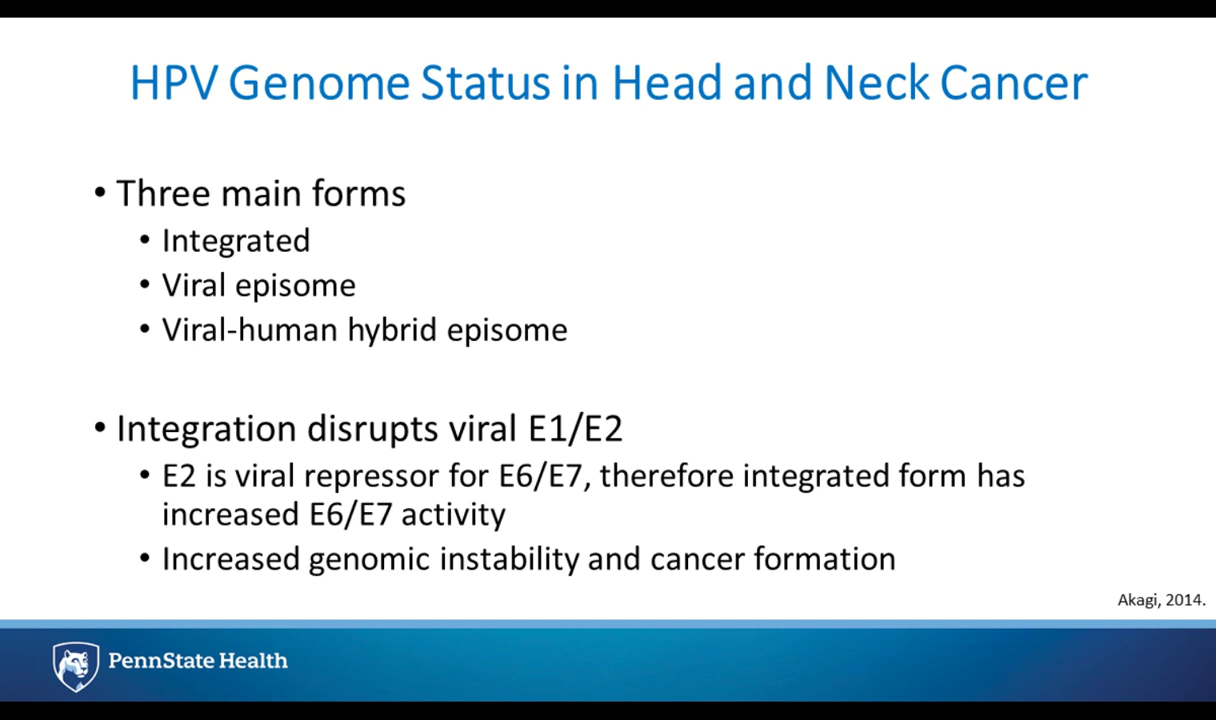 HPV Genome Status in Head and Neck Cancer
• Three main forms
• Integrated
• Viral episome
• Viral-human hybrid episome
• Integration disrupts viral E1/E2
• E2 is viral repressor for E6/E7, therefore integrated form has
increased E6/E7 activity
• Increased genomic instability and cancer formation
Akagi, 2014.
PennState Health